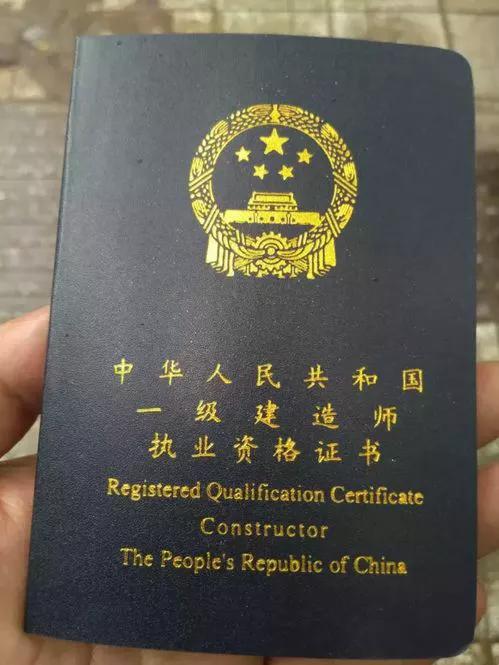 中华人民共和国
一级建造师
执业资格证书
Registered Qualification Certificate
Constructor
The People's Republic of China